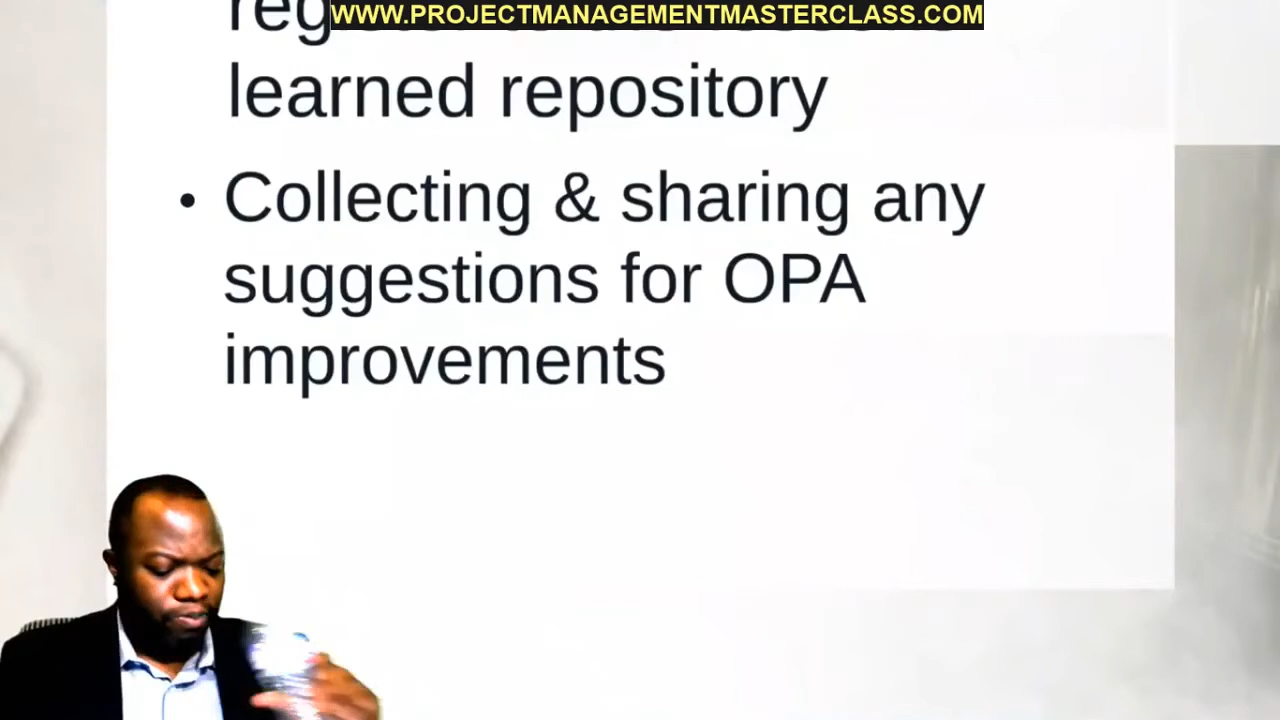 WWW.PROJECTMANAGEMENTMASTERCLASS.COM
learned repository
• Collecting & sharing any
suggestions for OPA
improvements